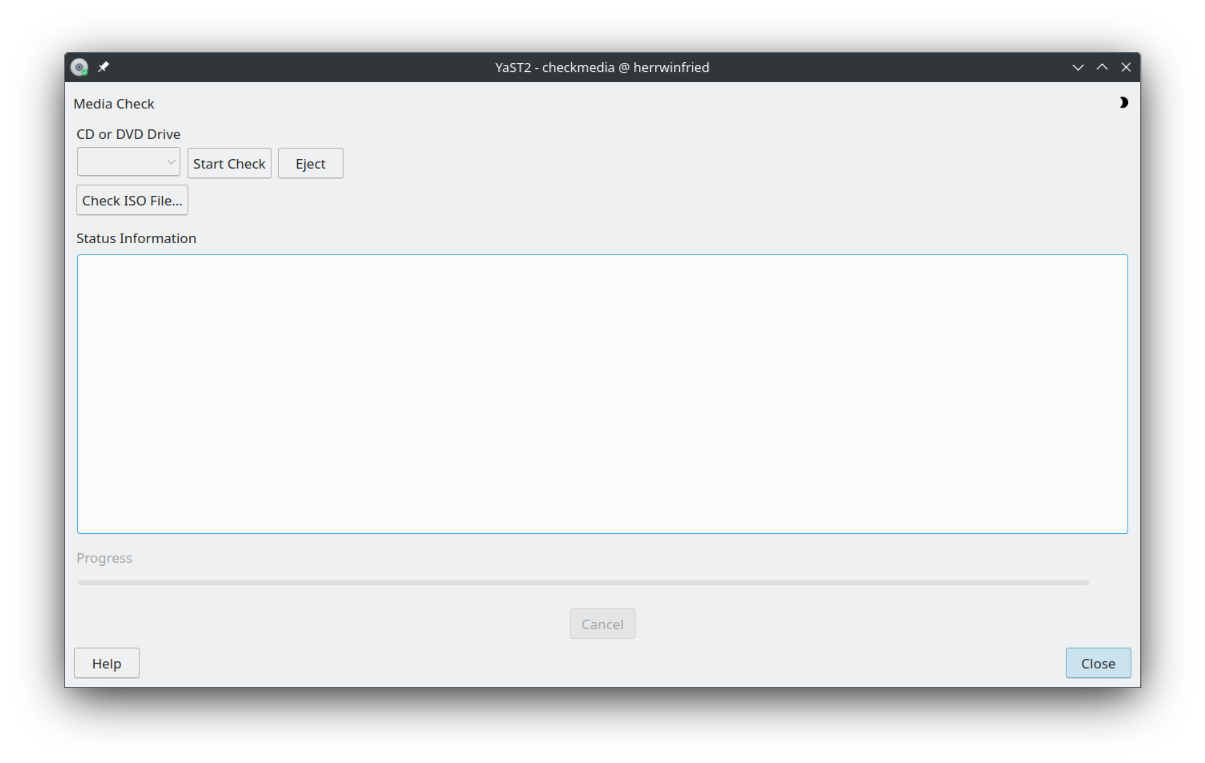 YaST2 - checkmedia @ herrwinfried
Media Check
CD or DVD Drive
Start Check
Eject
Check ISO File...
Status Information
Progress
Cancel
Help
Close